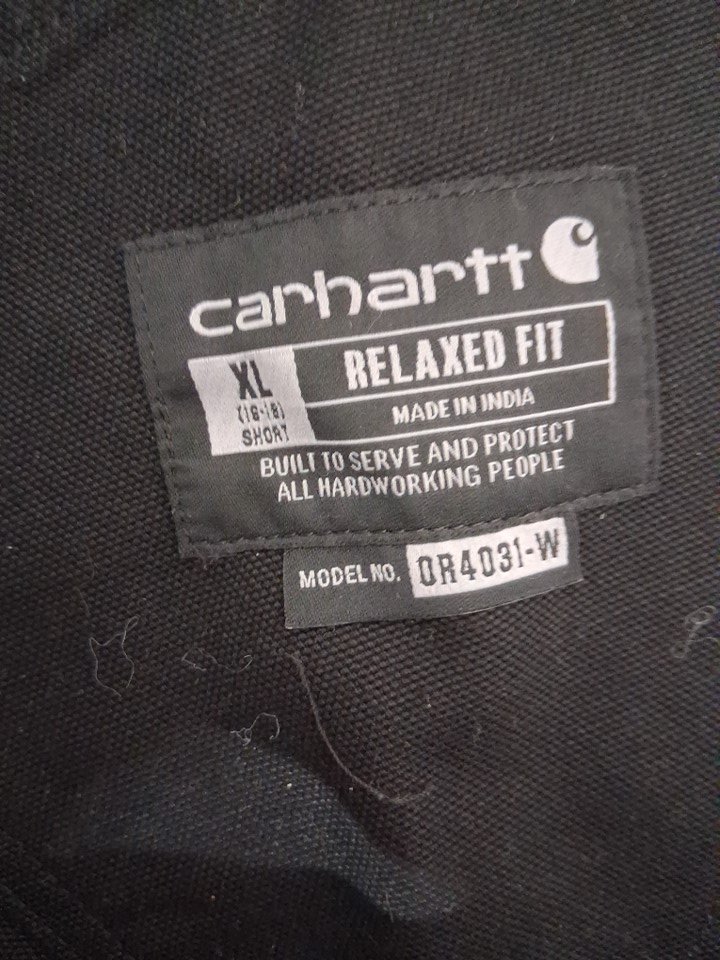 carhartt
XL
(16-18)
SHORT
RELAXED FIT
MADE IN INDIA
BUILT TO SERVE AND PROTECT
ALL HARDWORKING PEOPLE
MODEL NO. OR4031-W